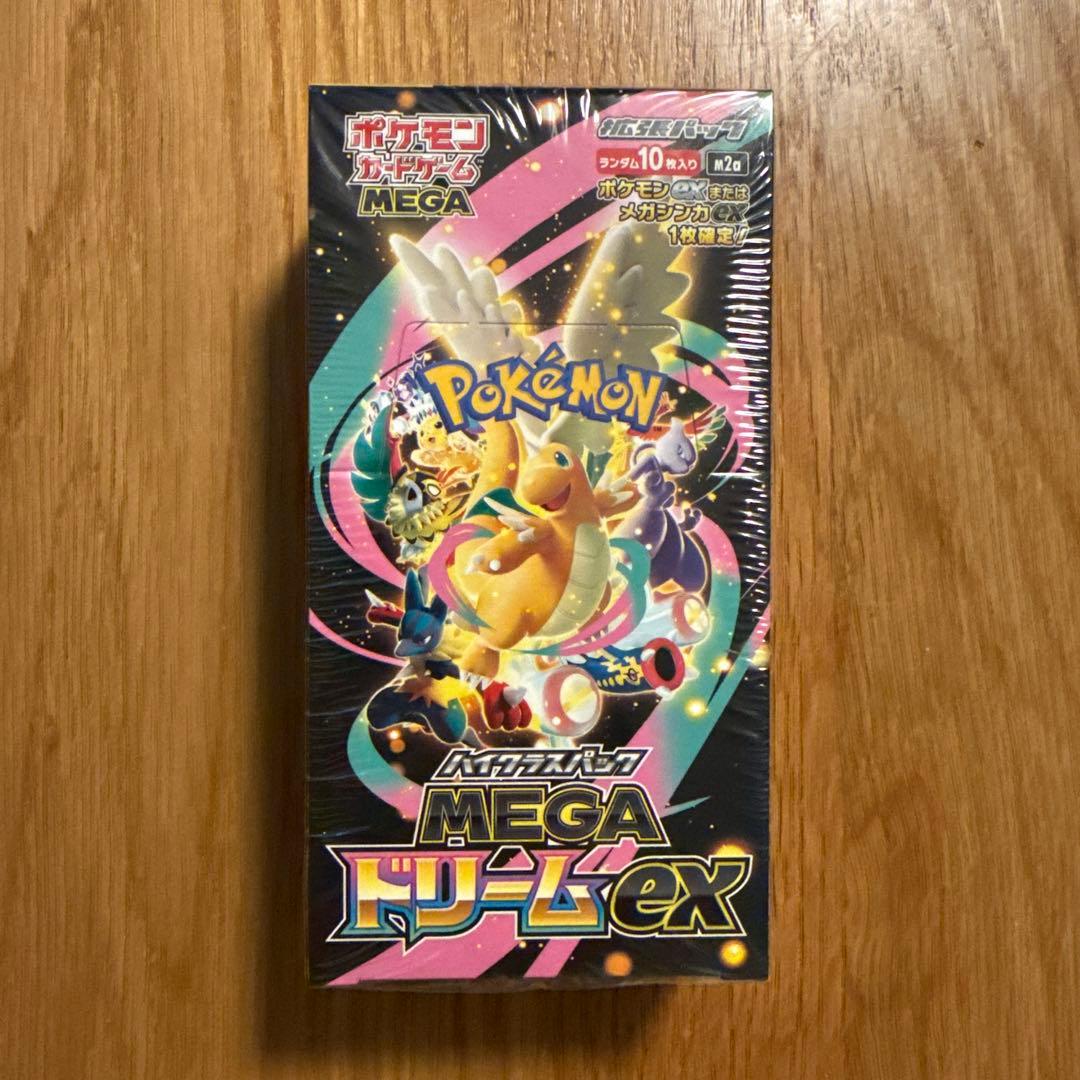 ポケモン
カードゲーム™
MEGA
拡張パック
ランダム10枚入り
M2a
ポケモンexまたは
メガシンカex
1枚確定!
POKéMON
ハイクラスパック
MEGA
ドリームex